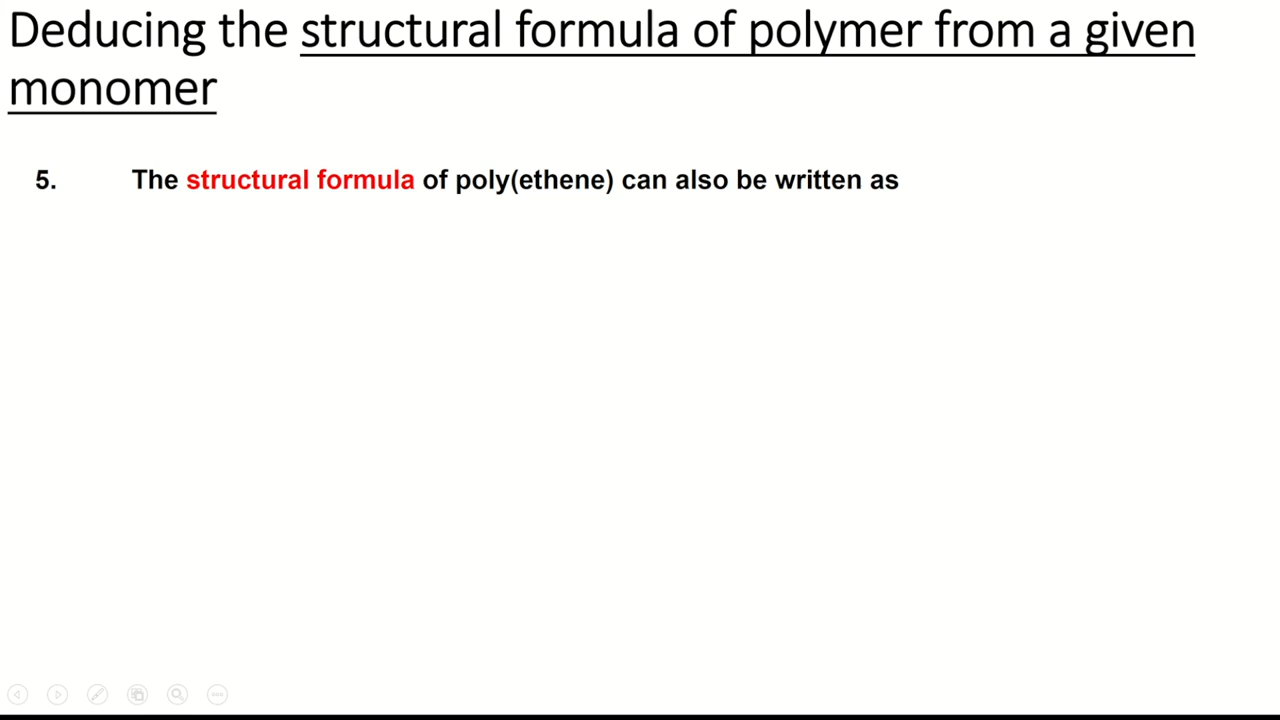 Deducing the structural formula of polymer from a given
monomer
5. The structural formula of poly(ethene) can also be written as